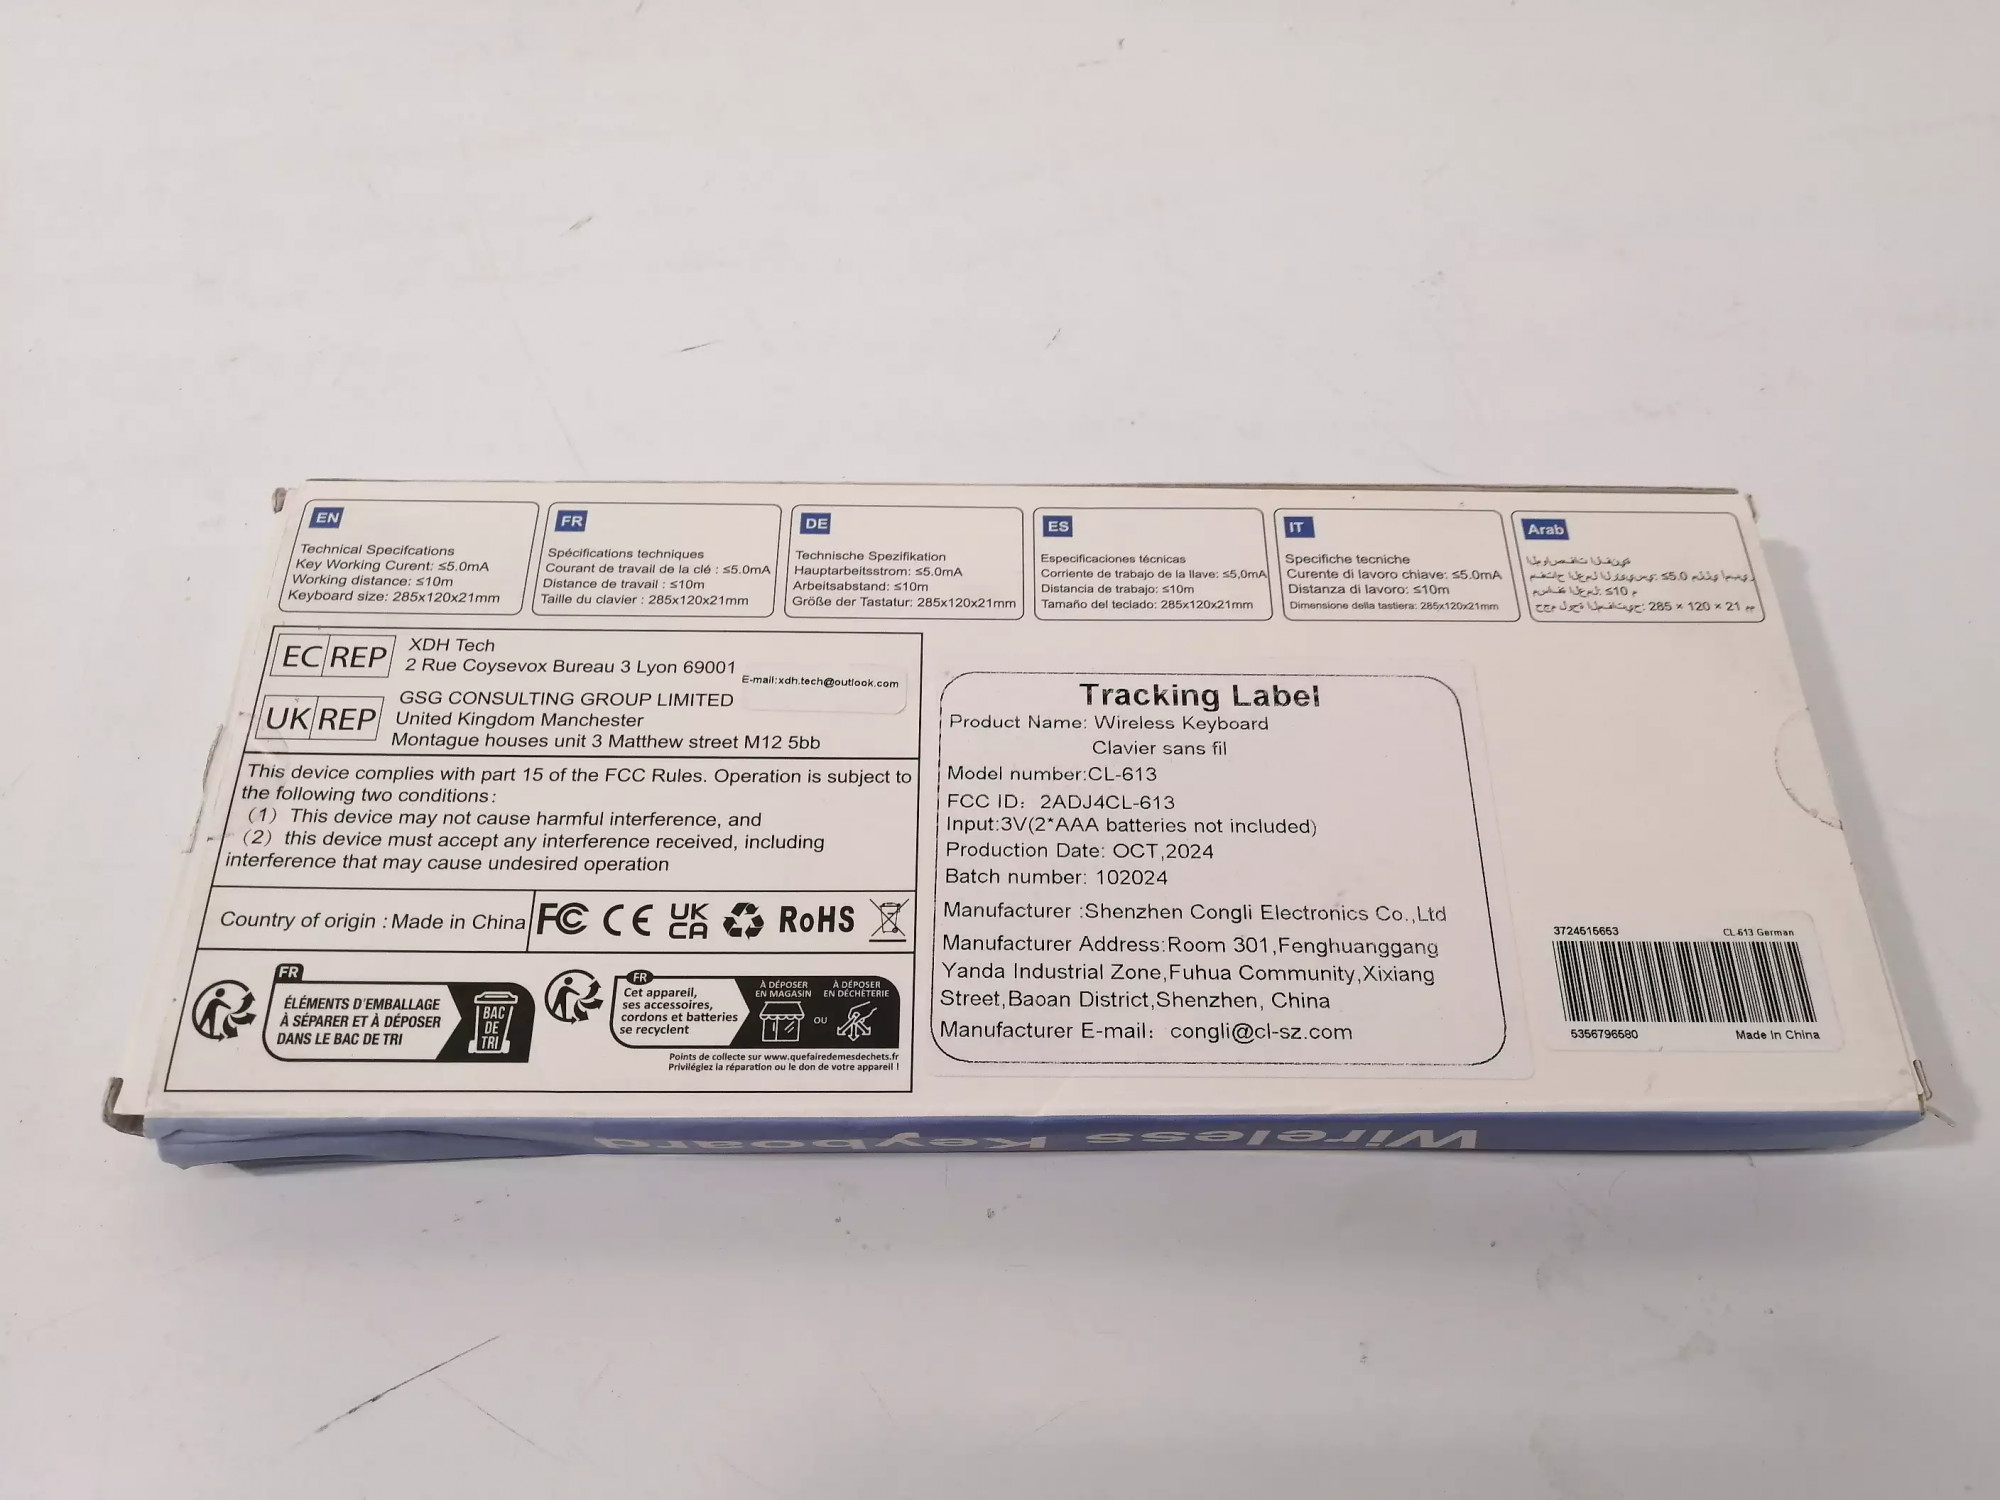 EN
Technical Specifcations
Key Working Curent: ≤5.0mA
Working distance: ≤10m
Keyboard size: 285x120x21mm
FR
Spécifications techniques
Courant de travail de la clé : ≤5.0mA
Distance de travail : ≤10m
Taille du clavier : 285x120x21mm
DE
Technische Spezifikation
Hauptarbeitsstrom: ≤5.0mA
Arbeitsabstand: ≤10m
Größe der Tastatur: 285x120x21mm
ES
Especificaciones técnicas
Corriente de trabajo de la llave: ≤5,0mA
Distancia de trabajo: ≤10m
Tamaño del teclado: 285x120x21mm
IT
Specifiche tecniche
Curente di lavoro chiave: ≤5.0mA
Distanza di lavoro: ≤10m
Dimensione della tastiera: 285x120x21mm
Arab
≤5.0
≤10
285 × 120 × 21
EC REP
XDH Tech
2 Rue Coysevox Bureau 3 Lyon 69001
E-mail:xdh.tech@outlook.com
UK REP
GSG CONSULTING GROUP LIMITED
United Kingdom Manchester
Montague houses unit 3 Matthew street M12 5bb
This device complies with part 15 of the FCC Rules. Operation is subject to
the following two conditions:
(1) This device may not cause harmful interference, and
(2) this device must accept any interference received, including
interference that may cause undesired operation
Country of origin : Made in China
FC CE UK CA RoHS
FR
ÉLÉMENTS D'EMBALLAGE
À SÉPARER ET À DÉPOSER
DANS LE BAC DE TRI
BAC
DE
TRI
FR
Cet appareil,
ses accessoires,
cordons et batteries
se recyclent
À DÉPOSER
EN MAGASIN
OU
À DÉPOSER
EN DÉCHÈTERIE
Points de collecte sur www.quefairedemesdechets.fr
Privilégiez la réparation ou le don de votre appareil !
Tracking Label
Product Name: Wireless Keyboard
Clavier sans fil
Model number:CL-613
FCC ID: 2ADJ4CL-613
Input:3V(2*AAA batteries not included)
Production Date: OCT,2024
Batch number: 102024
Manufacturer :Shenzhen Congli Electronics Co.,Ltd
Manufacturer Address:Room 301,Fenghuanggang
Yanda Industrial Zone,Fuhua Community,Xixiang
Street,Baoan District,Shenzhen, China
Manufacturer E-mail: congli@cl-sz.com
3724515653
CL-613 German
5356796580
Made In China
Wireless Keyboard